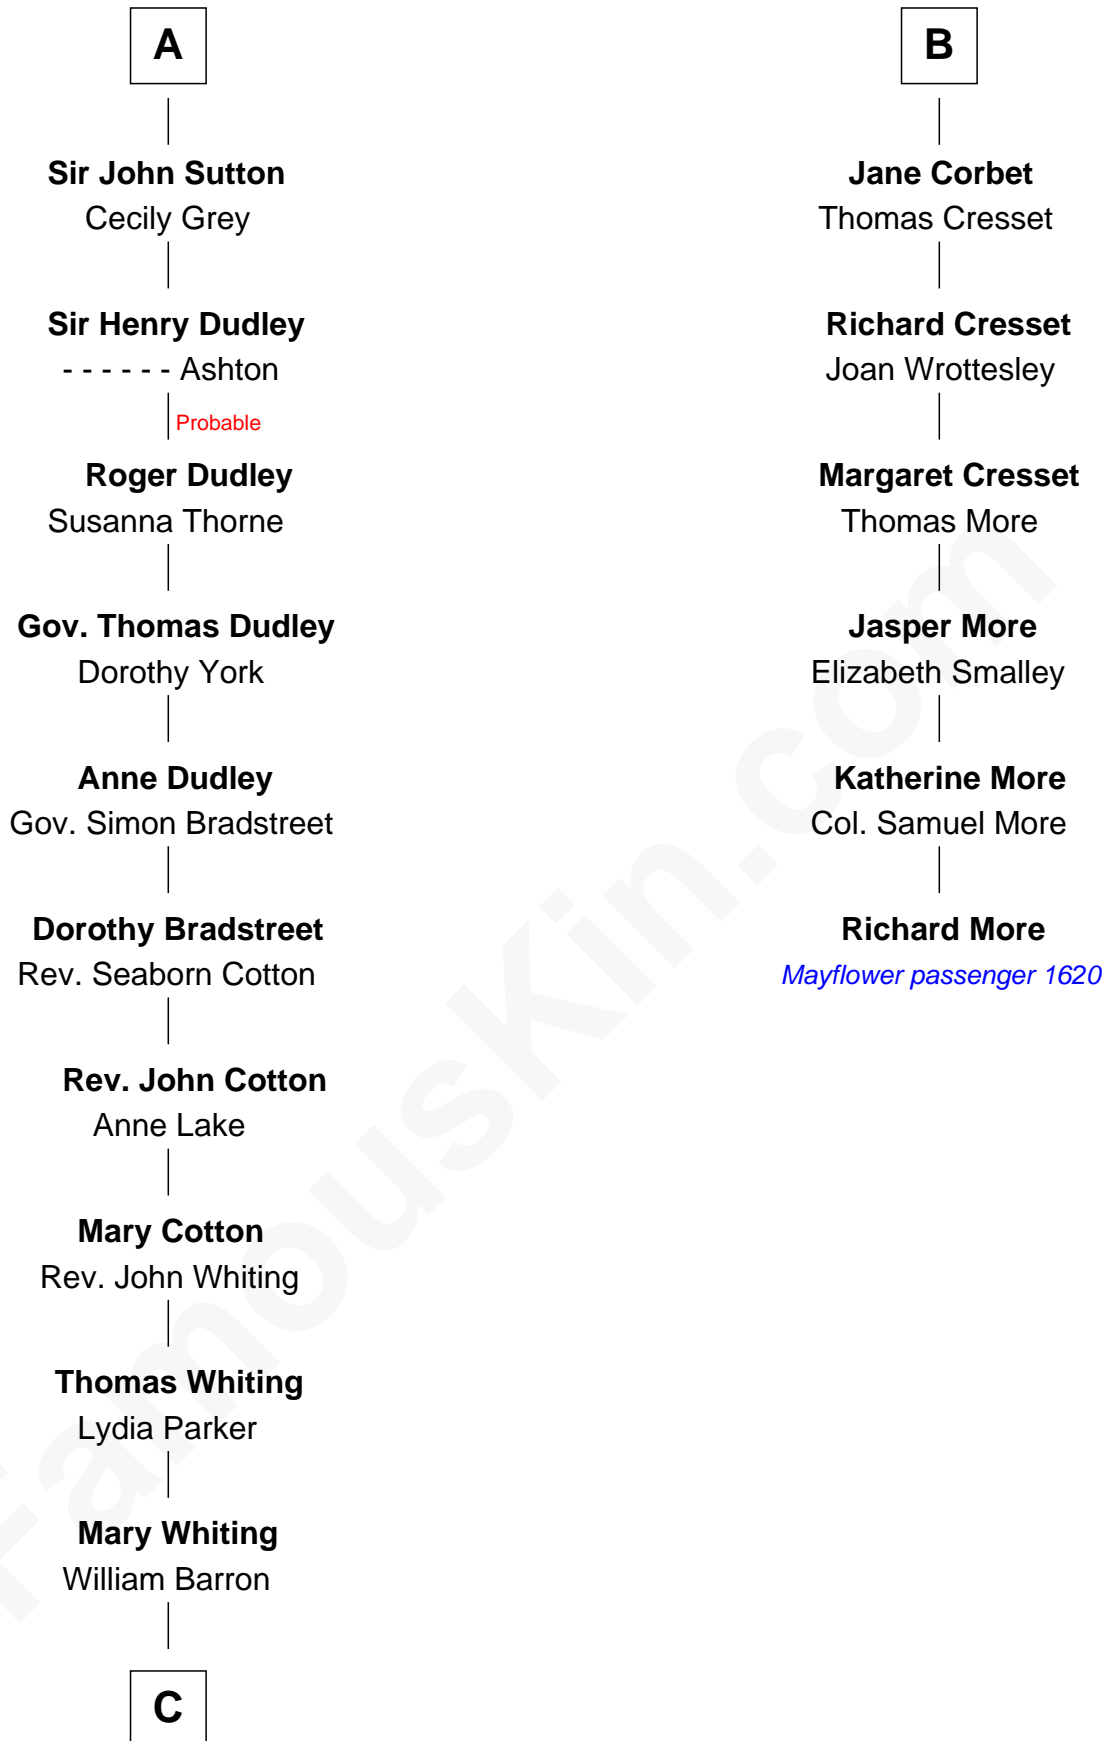 A
Sir John Sutton
Cecily Grey
Sir Henry Dudley
- - - - - - Ashton
Probable
Roger Dudley
Susanna Thorne
Gov. Thomas Dudley
Dorothy York
Anne Dudley
Gov. Simon Bradstreet
Dorothy Bradstreet
Rev. Seaborn Cotton
Rev. John Cotton
Anne Lake
Mary Cotton
Rev. John Whiting
Thomas Whiting
Lydia Parker
Mary Whiting
William Barron
C
B
Jane Corbet
Thomas Cresset
Richard Cresset
Joan Wrottesley
Margaret Cresset
Thomas More
Jasper More
Elizabeth Smalley
Katherine More
Col. Samuel More
Richard More
Mayflower passenger 1620
FamousKin.com